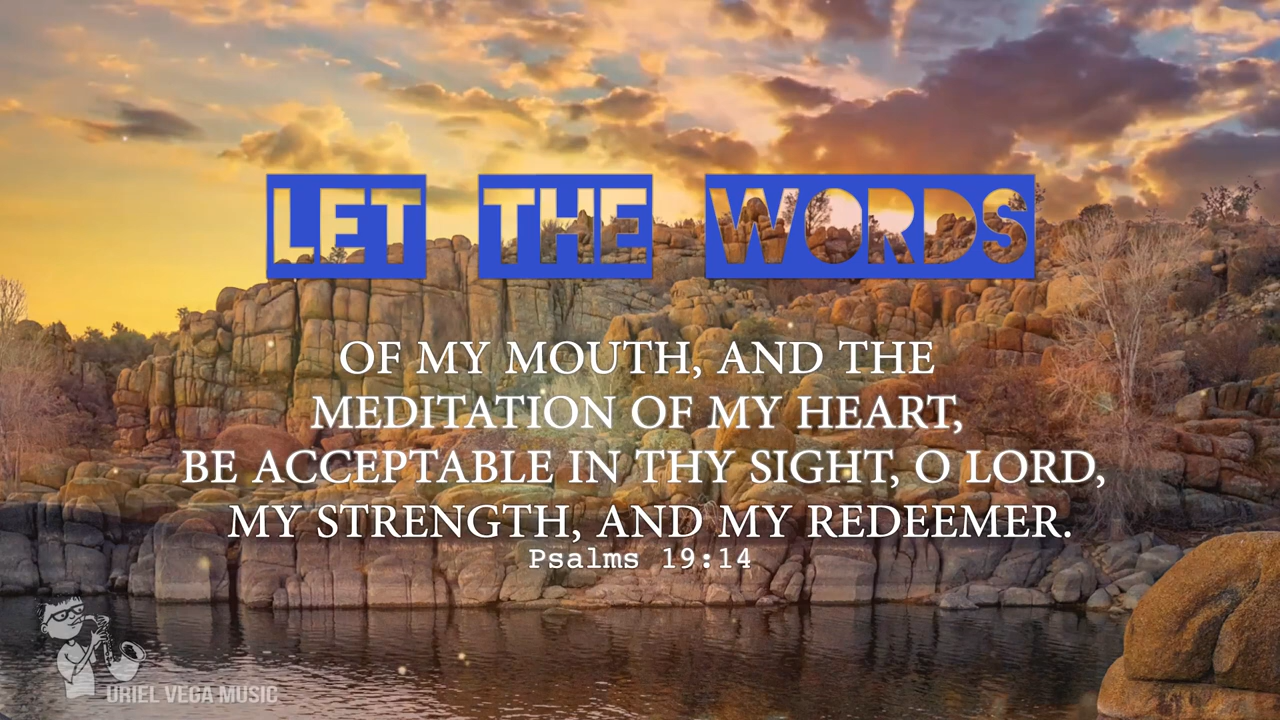 LET THE WORDS
OF MY MOUTH, AND THE
MEDITATION OF MY HEART,
BE ACCEPTABLE IN THY SIGHT, O LORD,
MY STRENGTH, AND MY REDEEMER.
Psalms 19:14
URIEL VEGA MUSIC